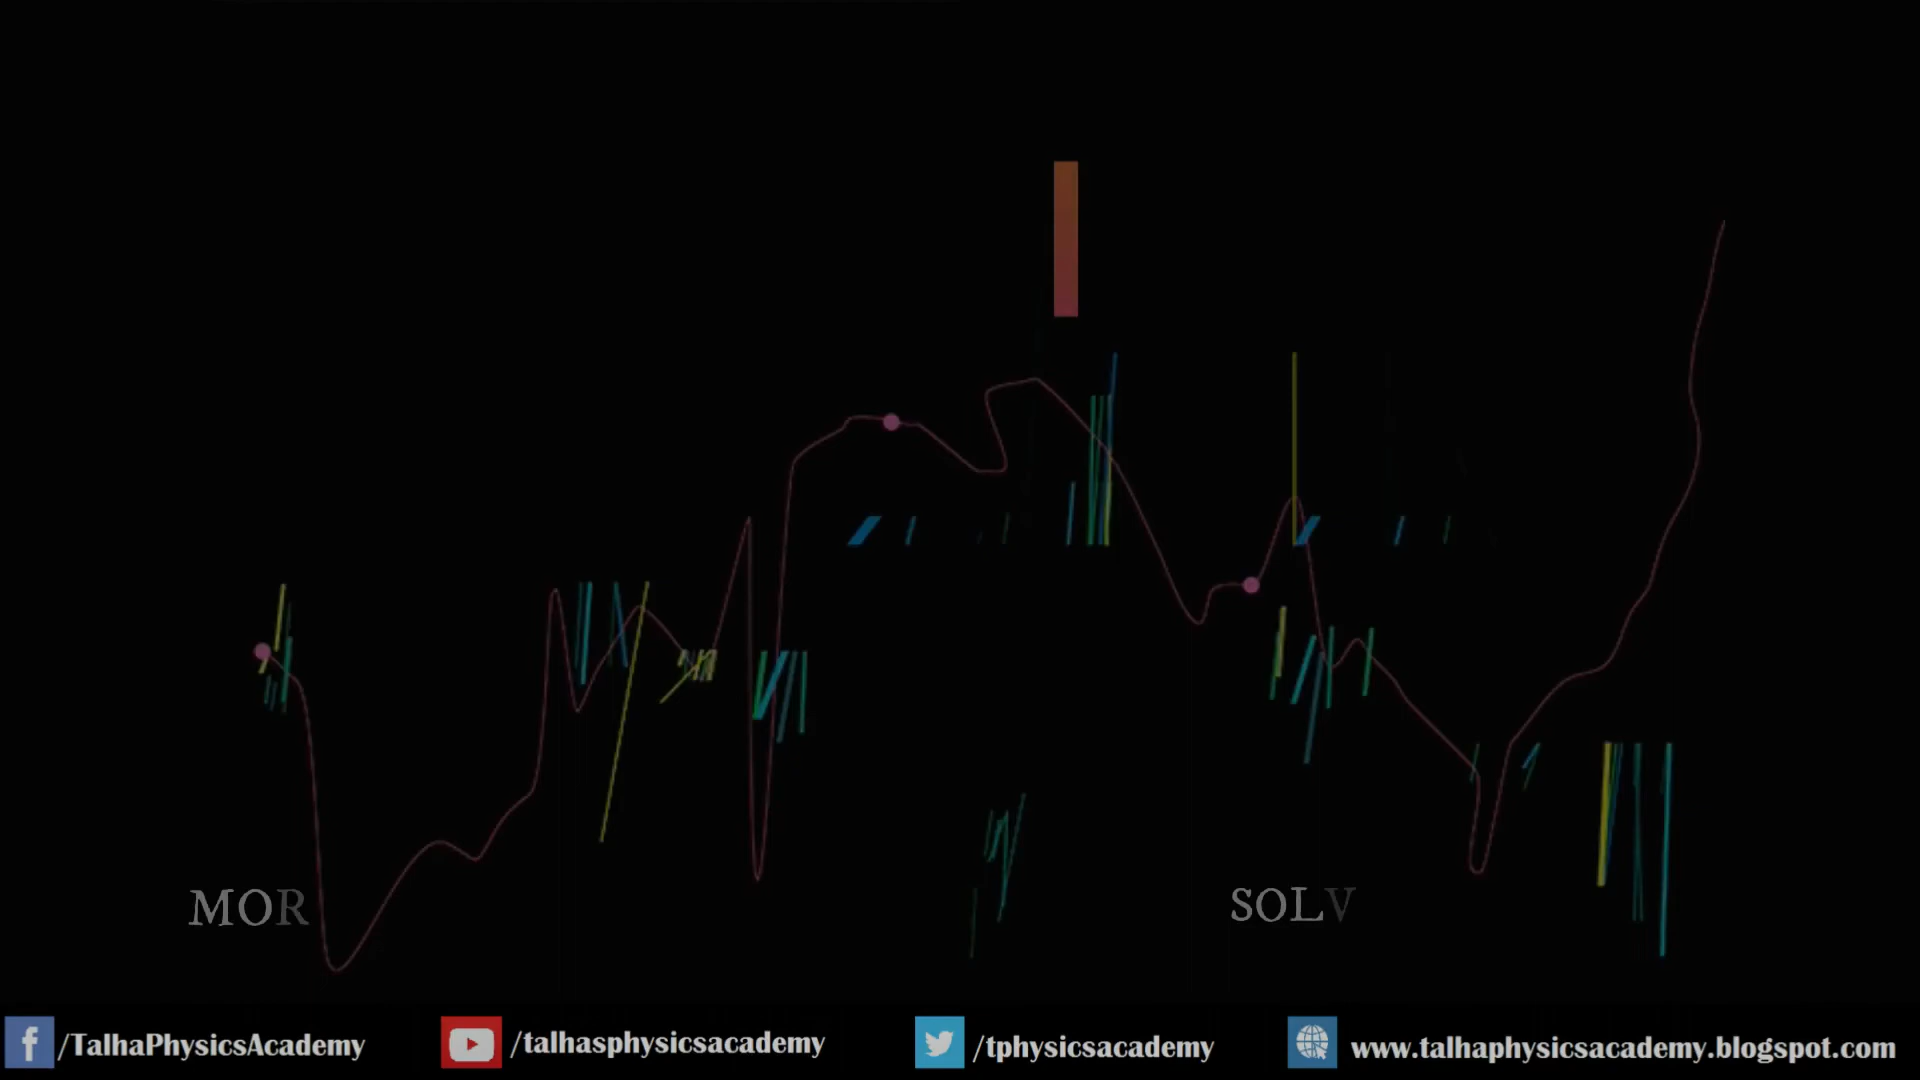 MOR
SOLV
/TalhaPhysicsAcademy
/talhasphysicsacademy
/tphysicsacademy
www.talhaphysicsacademy.blogspot.com